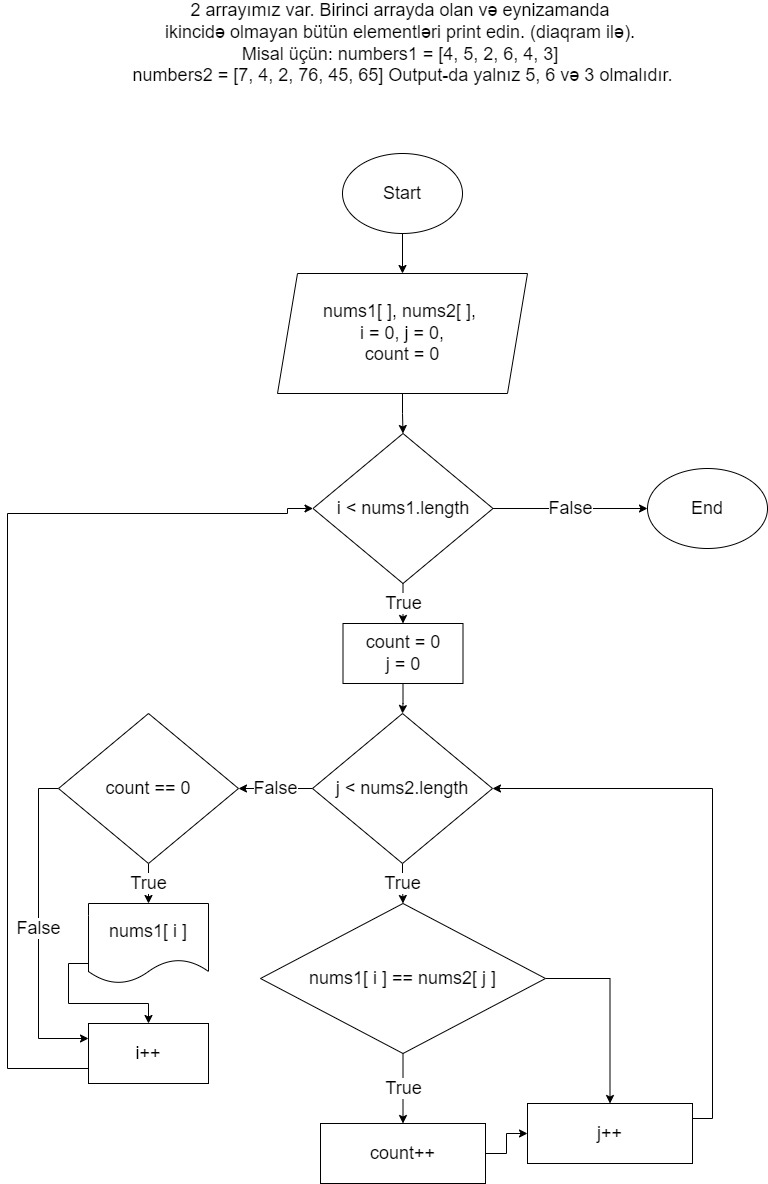 2 arrayımız var. Birinci arrayda olan və eynizamanda
ikincidə olmayan bütün elementləri print edin. (diaqram ilə).
Misal üçün: numbers1 = [4, 5, 2, 6, 4, 3]
numbers2 = [7, 4, 2, 76, 45, 65] Output-da yalnız 5, 6 və 3 olmalıdır.
Start
nums1[ ], nums2[ ],
i = 0, j = 0,
count = 0
i < nums1.length
False
End
True
count = 0
j = 0
count == 0
False
j < nums2.length
True
True
False
nums1[ i ]
nums1[ i ] == nums2[ j ]
i++
True
count++
j++